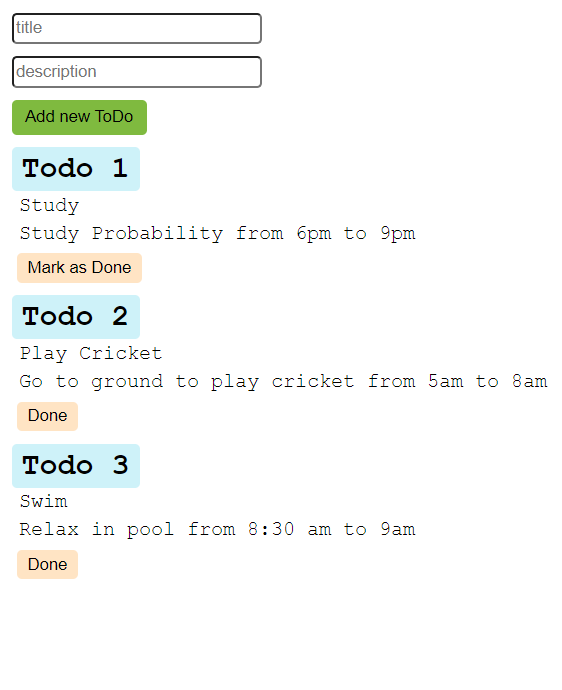 title
description
Add new ToDo
Todo 1
Study
Study Probability from 6pm to 9pm
Mark as Done
Todo 2
Play Cricket
Go to ground to play cricket from 5am to 8am
Done
Todo 3
Swim
Relax in pool from 8:30 am to 9am
Done